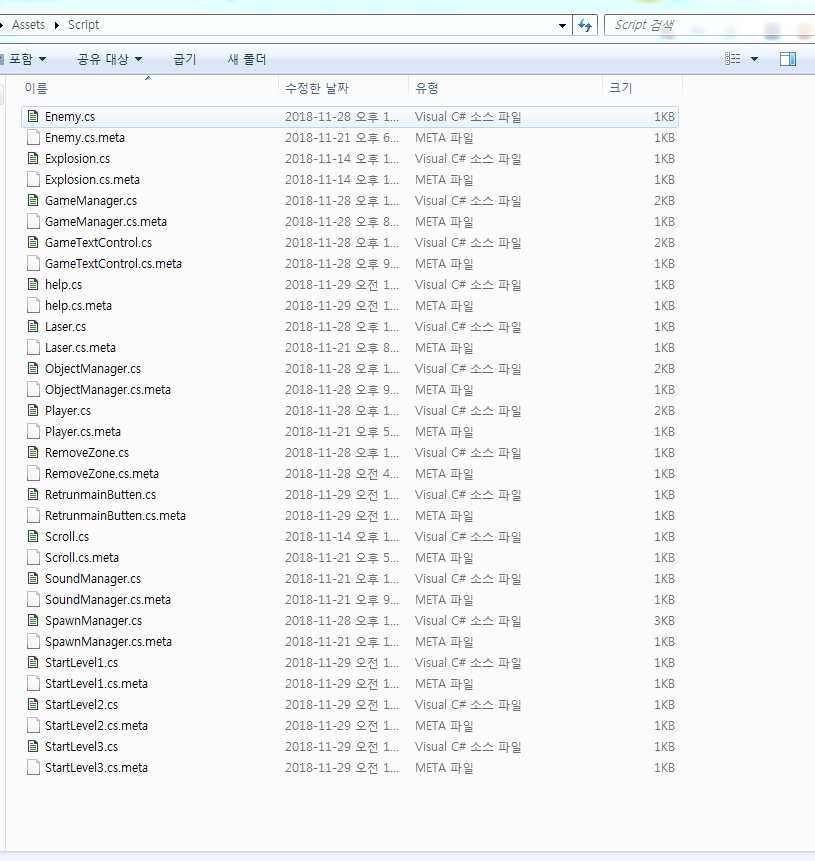 Assets Script Script 검색
포함 공유 대상 굽기 새 폴더
이름 수정한 날짜 유형 크기
Enemy.cs 2018-11-28 오후 1... Visual C# 소스 파일 1KB
Enemy.cs.meta 2018-11-21 오후 6... META 파일 1KB
Explosion.cs 2018-11-14 오후 1... Visual C# 소스 파일 1KB
Explosion.cs.meta 2018-11-14 오후 1... META 파일 1KB
GameManager.cs 2018-11-28 오후 1... Visual C# 소스 파일 2KB
GameManager.cs.meta 2018-11-28 오후 8... META 파일 1KB
GameTextControl.cs 2018-11-28 오후 1... Visual C# 소스 파일 2KB
GameTextControl.cs.meta 2018-11-28 오후 9... META 파일 1KB
help.cs 2018-11-29 오전 1... Visual C# 소스 파일 1KB
help.cs.meta 2018-11-29 오전 1... META 파일 1KB
Laser.cs 2018-11-28 오후 1... Visual C# 소스 파일 1KB
Laser.cs.meta 2018-11-21 오후 8... META 파일 1KB
ObjectManager.cs 2018-11-28 오후 1... Visual C# 소스 파일 2KB
ObjectManager.cs.meta 2018-11-28 오후 9... META 파일 1KB
Player.cs 2018-11-28 오후 1... Visual C# 소스 파일 2KB
Player.cs.meta 2018-11-21 오후 5... META 파일 1KB
RemoveZone.cs 2018-11-28 오후 1... Visual C# 소스 파일 1KB
RemoveZone.cs.meta 2018-11-28 오전 4... META 파일 1KB
RetrunmainButten.cs 2018-11-29 오전 1... Visual C# 소스 파일 1KB
RetrunmainButten.cs.meta 2018-11-29 오전 1... META 파일 1KB
Scroll.cs 2018-11-14 오후 1... Visual C# 소스 파일 1KB
Scroll.cs.meta 2018-11-21 오후 5... META 파일 1KB
SoundManager.cs 2018-11-21 오후 1... Visual C# 소스 파일 1KB
SoundManager.cs.meta 2018-11-21 오후 9... META 파일 1KB
SpawnManager.cs 2018-11-28 오후 1... Visual C# 소스 파일 3KB
SpawnManager.cs.meta 2018-11-21 오후 1... META 파일 1KB
StartLevel1.cs 2018-11-29 오전 1... Visual C# 소스 파일 1KB
StartLevel1.cs.meta 2018-11-29 오전 1... META 파일 1KB
StartLevel2.cs 2018-11-29 오전 1... Visual C# 소스 파일 1KB
StartLevel2.cs.meta 2018-11-29 오전 1... META 파일 1KB
StartLevel3.cs 2018-11-29 오전 1... Visual C# 소스 파일 1KB
StartLevel3.cs.meta 2018-11-29 오전 1... META 파일 1KB